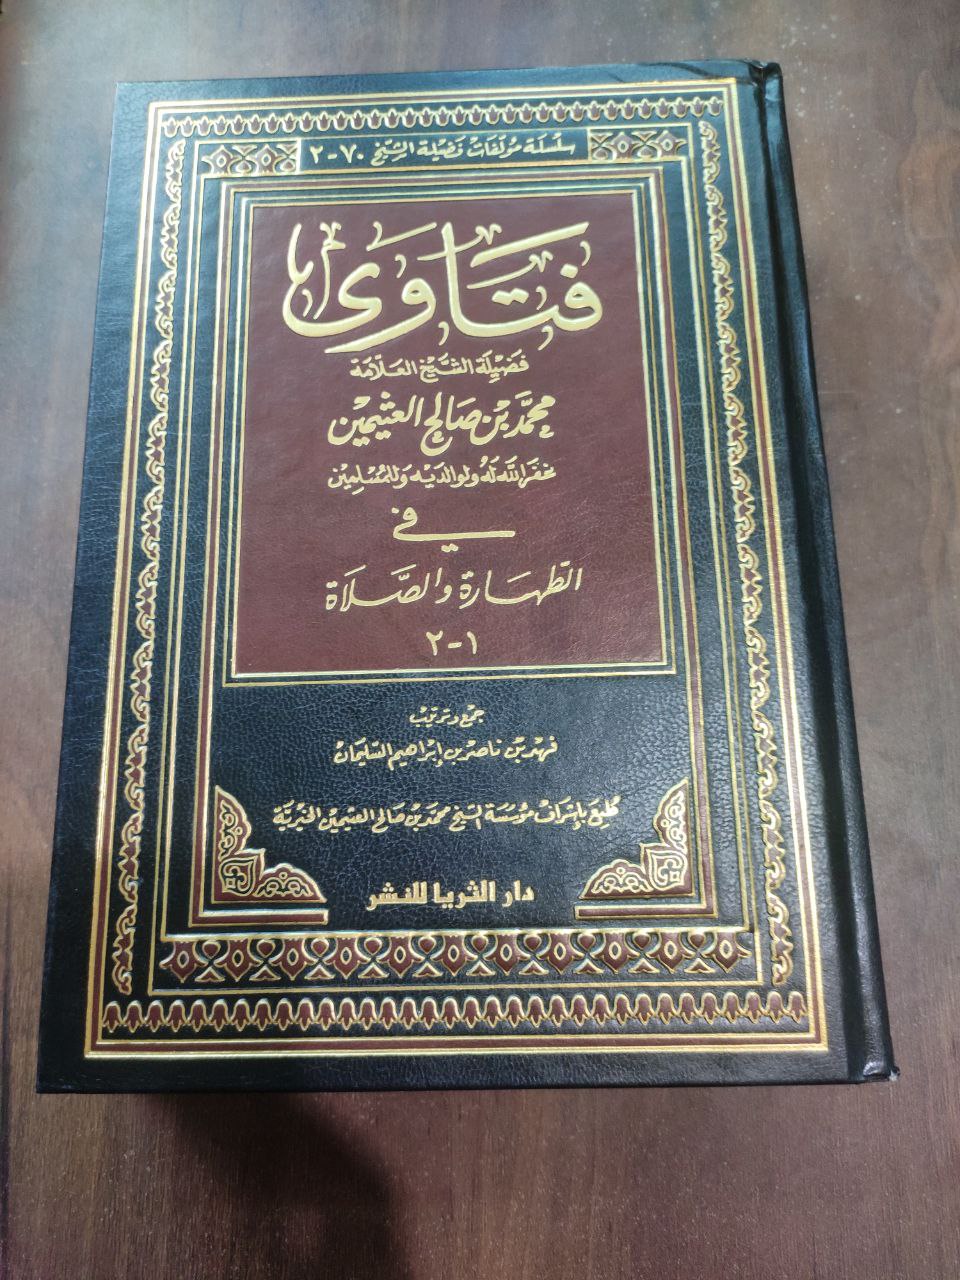 سلسلة مؤلفات فضيلة الشيخ ٧٠-٢
فتاوى
فضيلة الشيخ العلامة
محمد بن صالح العثيمين
غفر الله له ولوالديه وللمسلمين
في
الطهارة والصلاة
١-٢
جمع وترتيب
فهد بن ناصر بن إبراهيم السليمان
طبع بإشراف مؤسسة الشيخ محمد بن صالح العثيمين الخيرية
دار الثريا للنشر